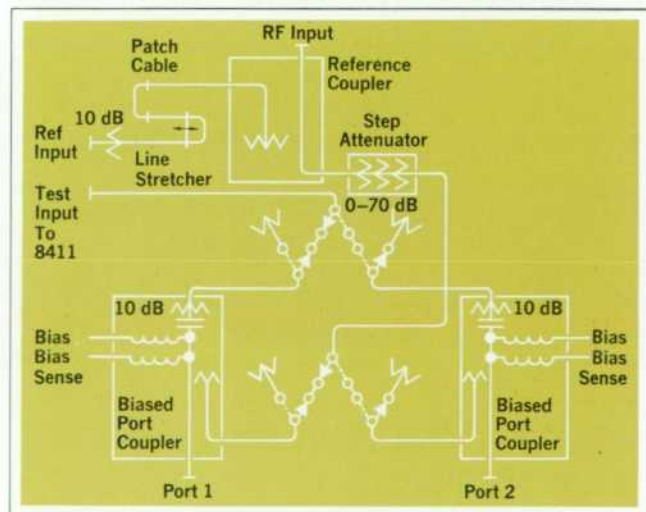 RF Input
Patch
Cable
Reference
Coupler
10 dB
Ref
Input
Line
Stretcher
Step
Attenuator
0–70 dB
Test
Input
To
8411
10 dB
10 dB
Bias
Bias
Sense
Bias
Bias
Sense
Biased
Port
Coupler
Biased
Port
Coupler
Port 1
Port 2